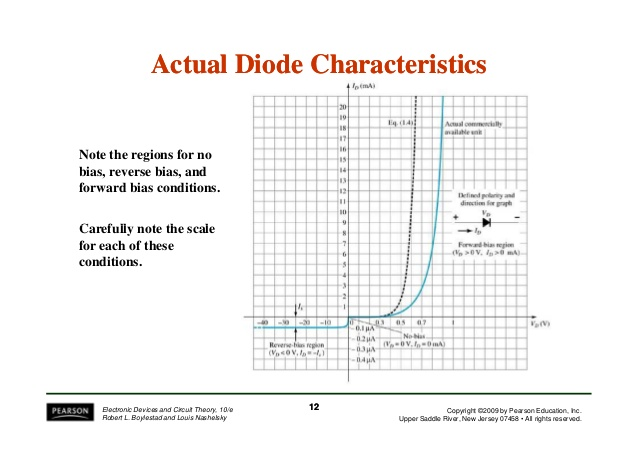 Actual Diode Characteristics
Note the regions for no
bias, reverse bias, and
forward bias conditions.
Carefully note the scale
for each of these
conditions.
I_D (mA)
20
19
18
17
16
15
14
13
12
11
10
9
8
7
6
5
4
3
2
1
Eq. (1.4)
Actual commercially
available unit
Defined polarity and
direction for graph
V_D
+ −
I_D
Forward-bias region
(V_D > 0 V, I_D > 0 mA)
I_s
−40 −30 −20 −10 0 0.3 0.5 0.7 1 V_D (V)
− 0.1 μA
− 0.2 μA
− 0.3 μA
− 0.4 μA
No-bias
(V_D = 0 V, I_D = 0 mA)
Reverse-bias region
(V_D < 0 V, I_D = −I_s)
PEARSON
Electronic Devices and Circuit Theory, 10/e
Robert L. Boylestad and Louis Nashelsky
12
Copyright ©2009 by Pearson Education, Inc.
Upper Saddle River, New Jersey 07458 • All rights reserved.